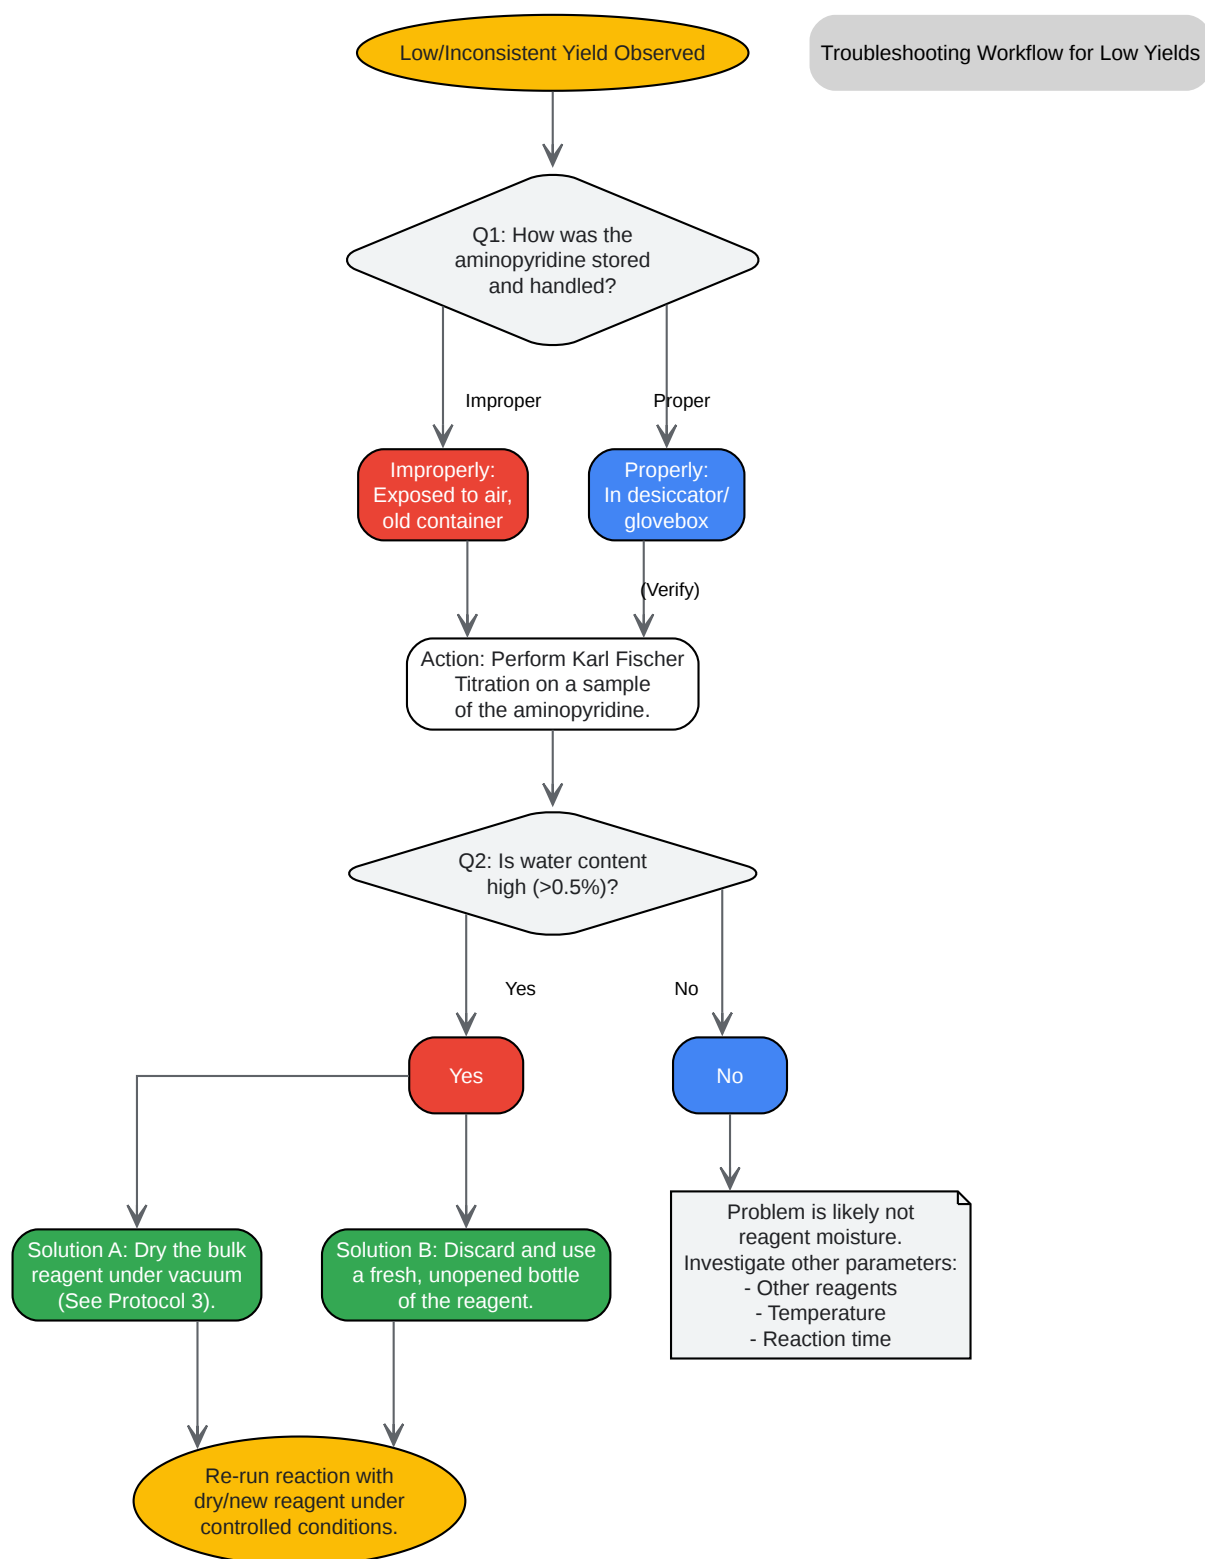 Low/Inconsistent Yield Observed
Troubleshooting Workflow for Low Yields
Q1: How was the
aminopyridine stored
and handled?
Improper
Proper
Improperly:
Exposed to air,
old container
Properly:
In desiccator/
glovebox
(Verify)
Action: Perform Karl Fischer
Titration on a sample
of the aminopyridine.
Q2: Is water content
high (>0.5%)?
Yes
No
Yes
No
Solution A: Dry the bulk
reagent under vacuum
(See Protocol 3).
Solution B: Discard and use
a fresh, unopened bottle
of the reagent.
Problem is likely not
reagent moisture.
Investigate other parameters:
- Other reagents
- Temperature
- Reaction time
Re-run reaction with
dry/new reagent under
controlled conditions.